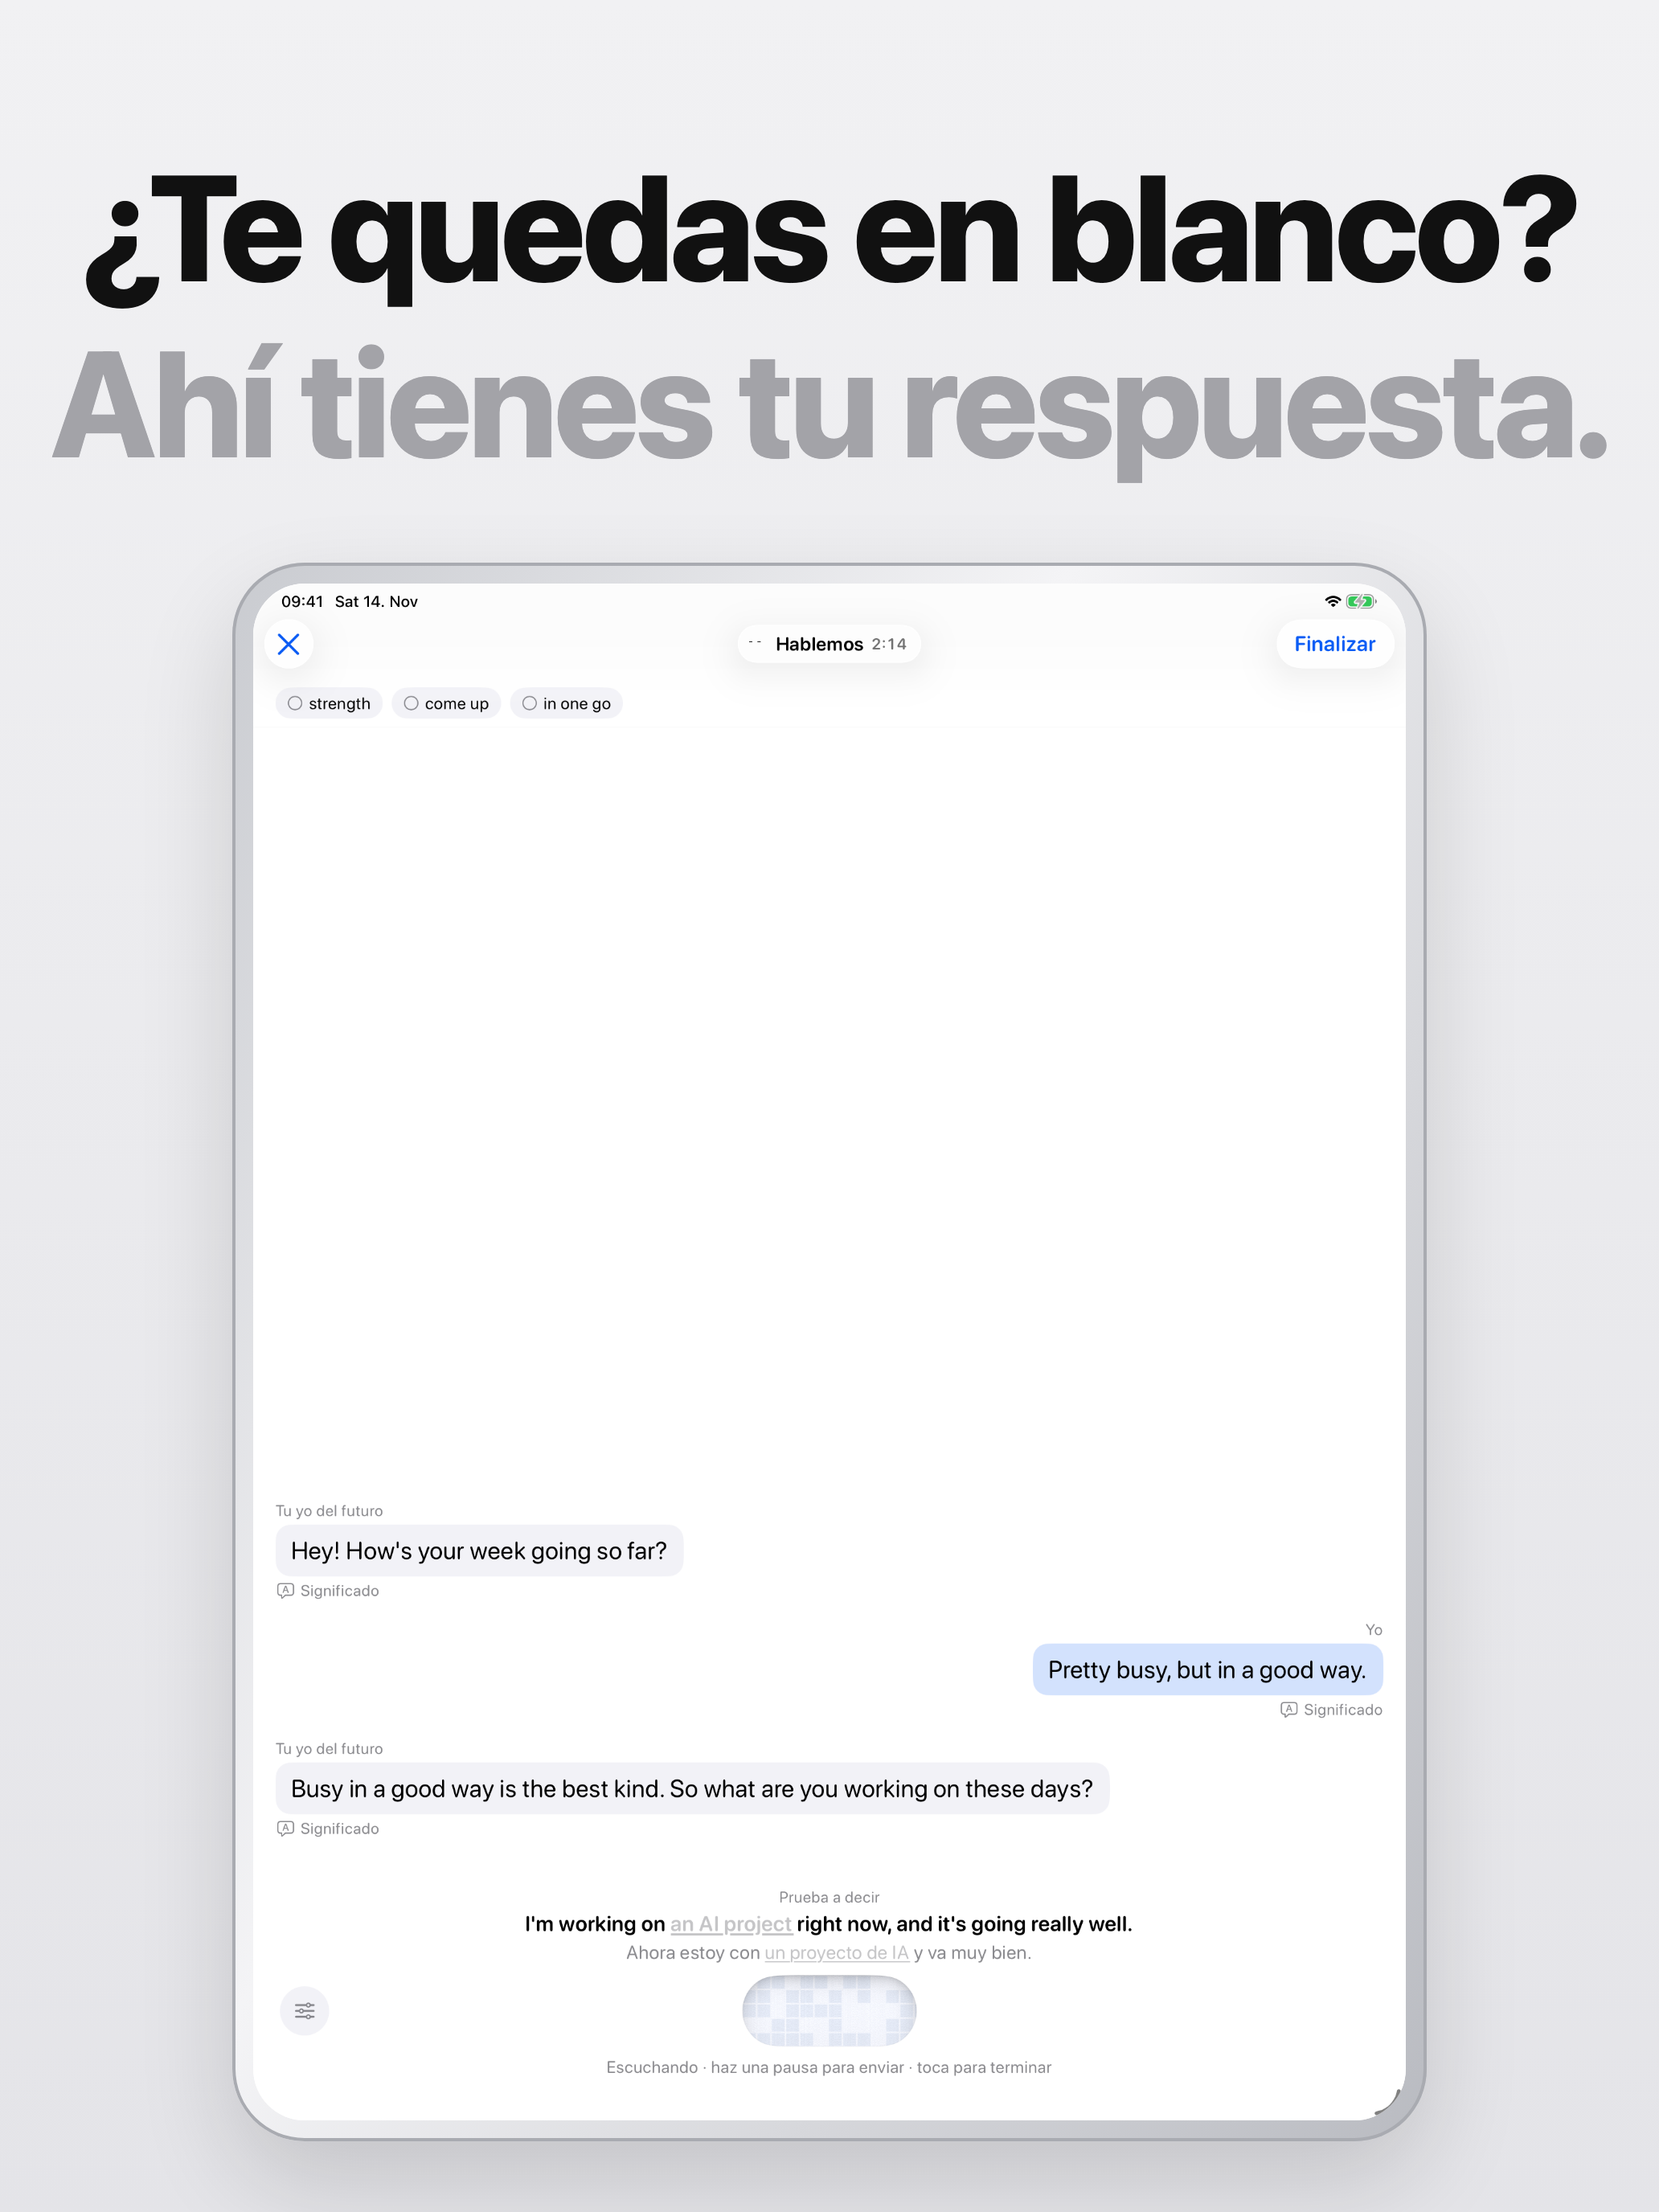 ¿Te quedas en blanco?
Ahí tienes tu respuesta.
09:41 Sat 14. Nov
Hablemos 2:14
Finalizar
strength
come up
in one go
Tu yo del futuro
Hey! How's your week going so far?
Significado
Yo
Pretty busy, but in a good way.
Significado
Tu yo del futuro
Busy in a good way is the best kind. So what are you working on these days?
Significado
Prueba a decir
I'm working on an AI project right now, and it's going really well.
Ahora estoy con un proyecto de IA y va muy bien.
Escuchando · haz una pausa para enviar · toca para terminar